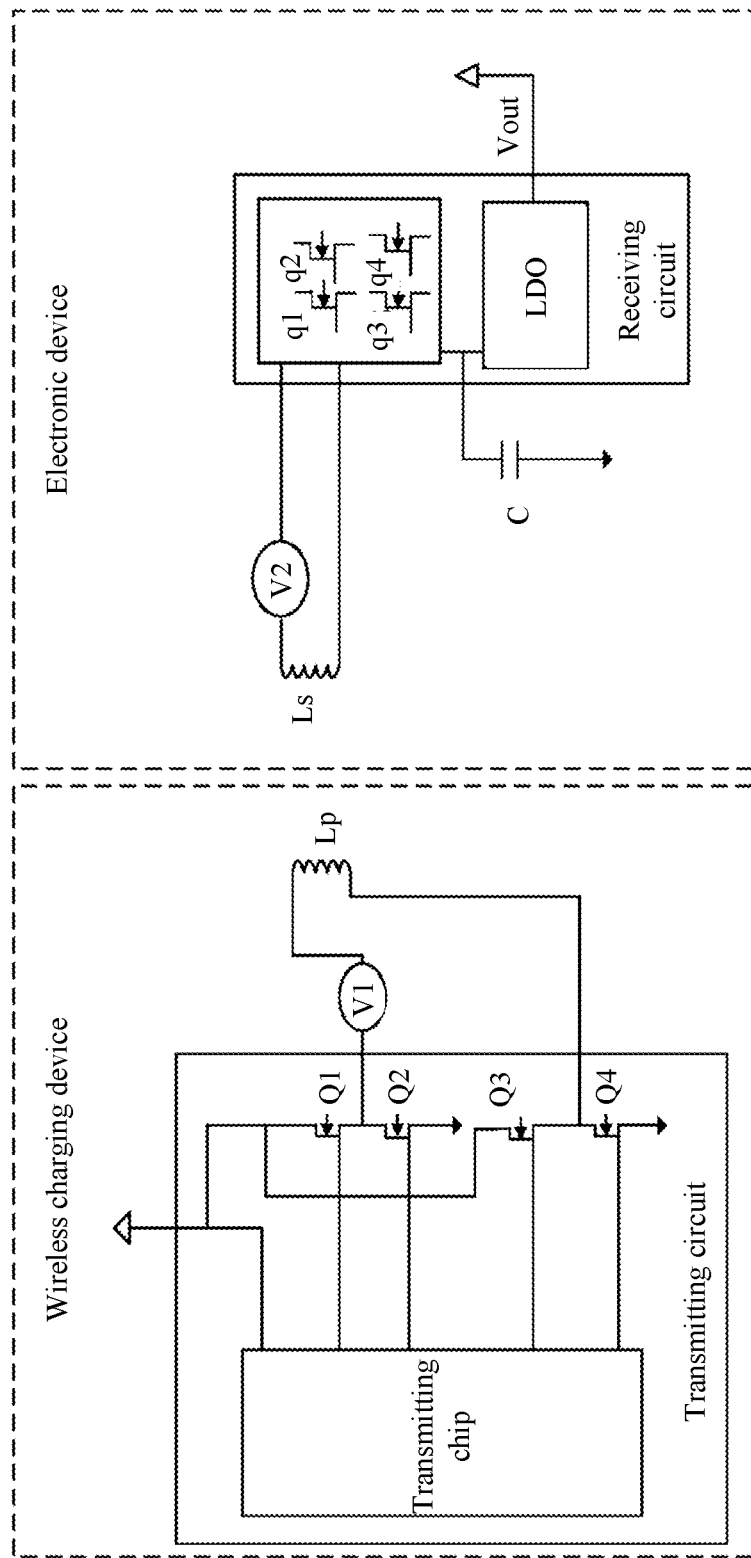 Wireless charging device
Q1
V1
Lp
Q2
Q3
Q4
Transmitting
chip
Transmitting circuit
Electronic device
V2
Ls
q1
q2
q3
q4
C
LDO
Vout
Receiving
circuit